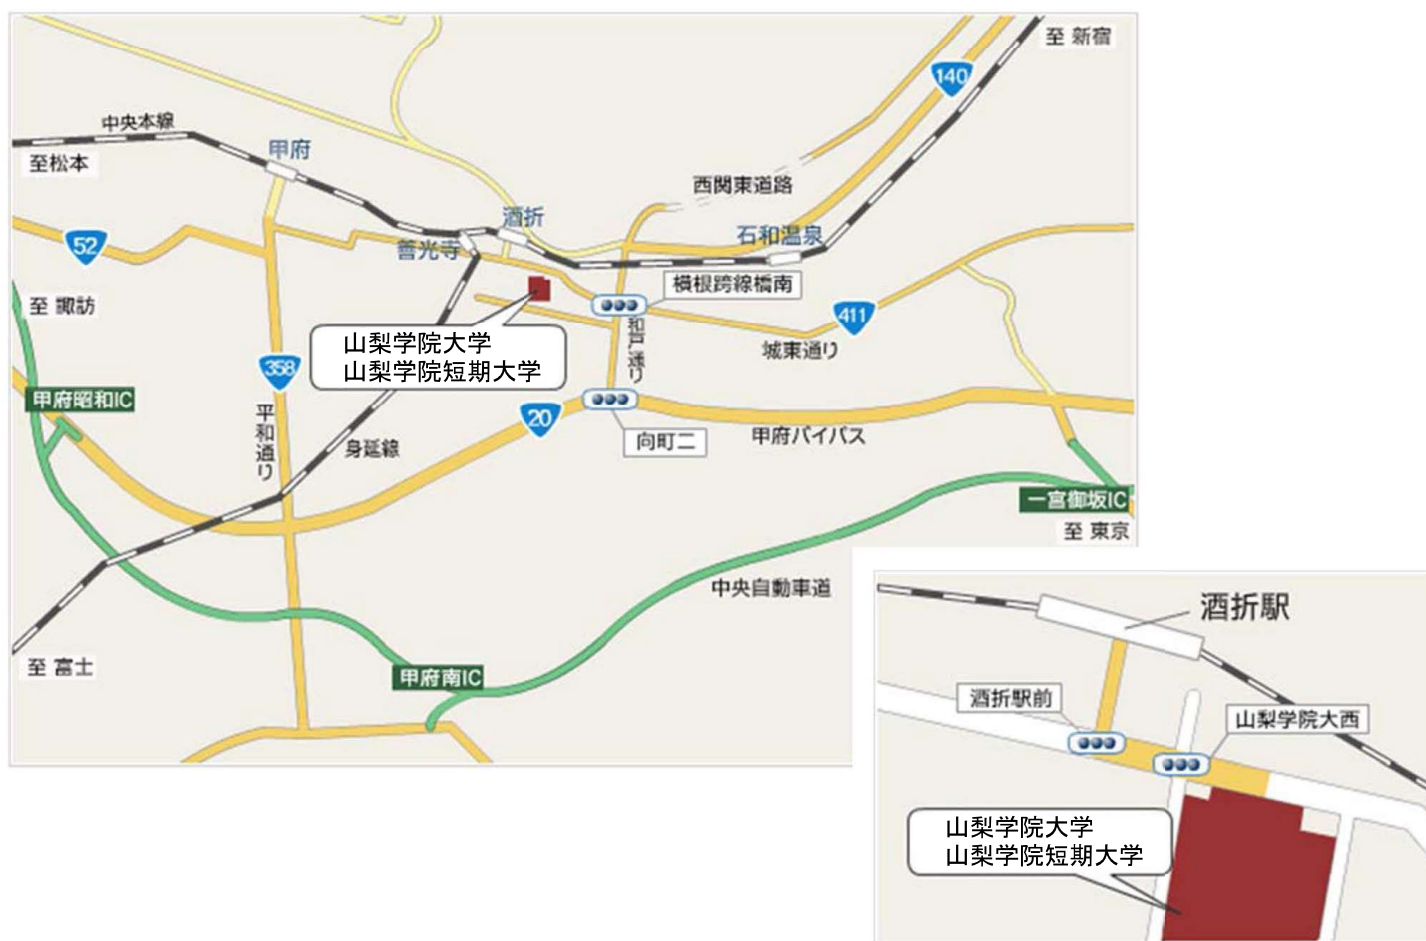 至 新宿
140
中央本線
甲府
至松本
西関東道路
酒折
石和温泉
善光寺
52
横根跨線橋南
至 諏訪
411
和戸通り
山梨学院大学
山梨学院短期大学
城東通り
358
甲府昭和IC
20
平和通り
向町二
甲府バイパス
身延線
一宮御坂IC
至 東京
中央自動車道
至 富士
甲府南IC
酒折駅
酒折駅前
山梨学院大西
山梨学院大学
山梨学院短期大学